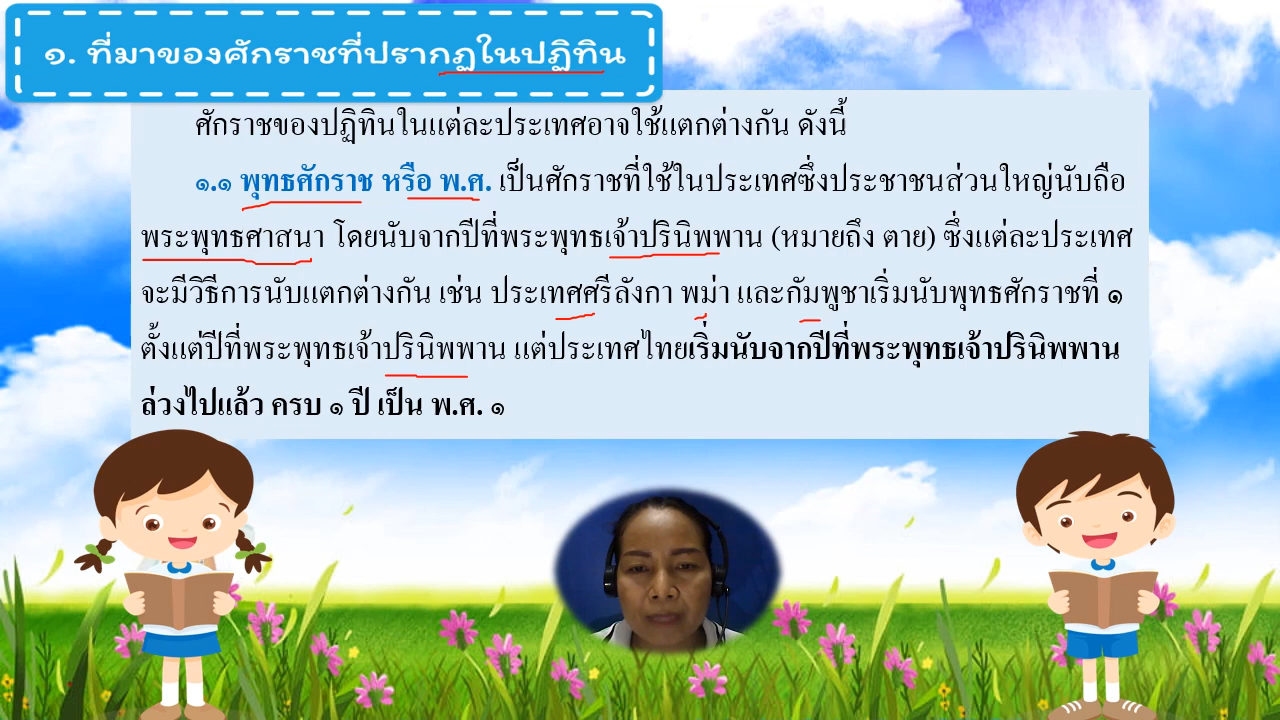 ๑. ที่มาของศักราชที่ปรากฏในปฏิทิน
ศักราชของปฏิทินในแต่ละประเทศอาจใช้แตกต่างกัน ดังนี้
๑.๑ พุทธศักราช หรือ พ.ศ. เป็นศักราชที่ใช้ในประเทศซึ่งประชาชนส่วนใหญ่นับถือ
พระพุทธศาสนา โดยนับจากปีที่พระพุทธเจ้าปรินิพพาน (หมายถึง ตาย) ซึ่งแต่ละประเทศ
จะมีวิธีการนับแตกต่างกัน เช่น ประเทศศรีลังกา พม่า และกัมพูชาเริ่มนับพุทธศักราชที่ ๑
ตั้งแต่ปีที่พระพุทธเจ้าปรินิพพาน แต่ประเทศไทยเริ่มนับจากปีที่พระพุทธเจ้าปรินิพพาน
ล่วงไปแล้ว ครบ ๑ ปี เป็น พ.ศ. ๑